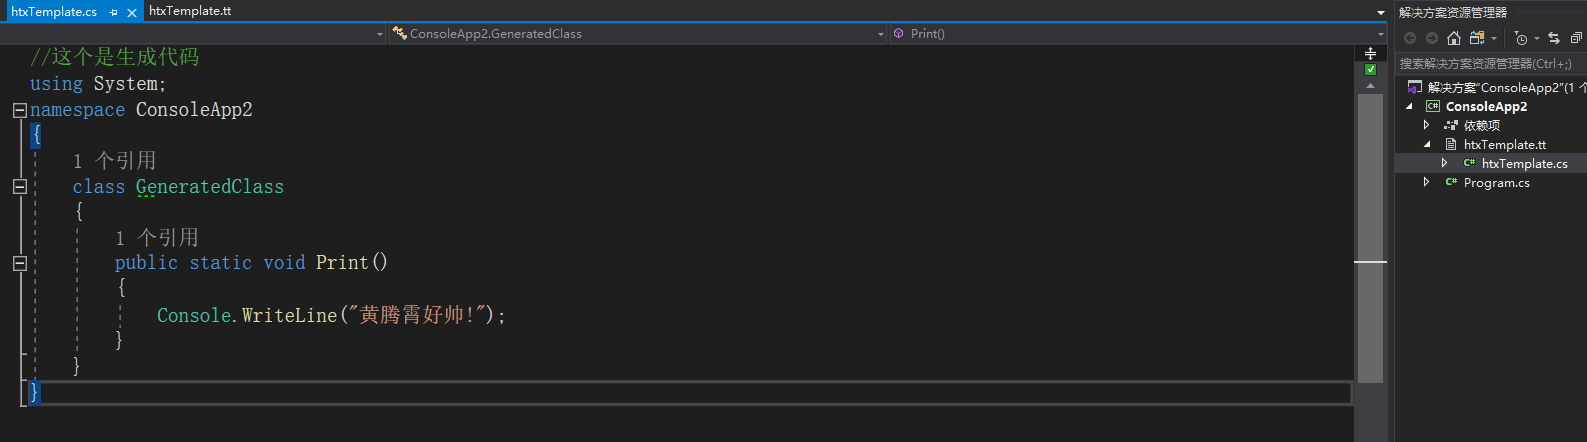 htxTemplate.cs
htxTemplate.tt
ConsoleApp2.GeneratedClass
Print()
//这个是生成代码
using System;
namespace ConsoleApp2
{
1 个引用
class GeneratedClass
{
1 个引用
public static void Print()
{
Console.WriteLine("黄腾霄好帅!");
}
}
}
解决方案资源管理器
搜索解决方案资源管理器(Ctrl+;)
解决方案"ConsoleApp2"(1 个
C# ConsoleApp2
依赖项
htxTemplate.tt
C# htxTemplate.cs
C# Program.cs